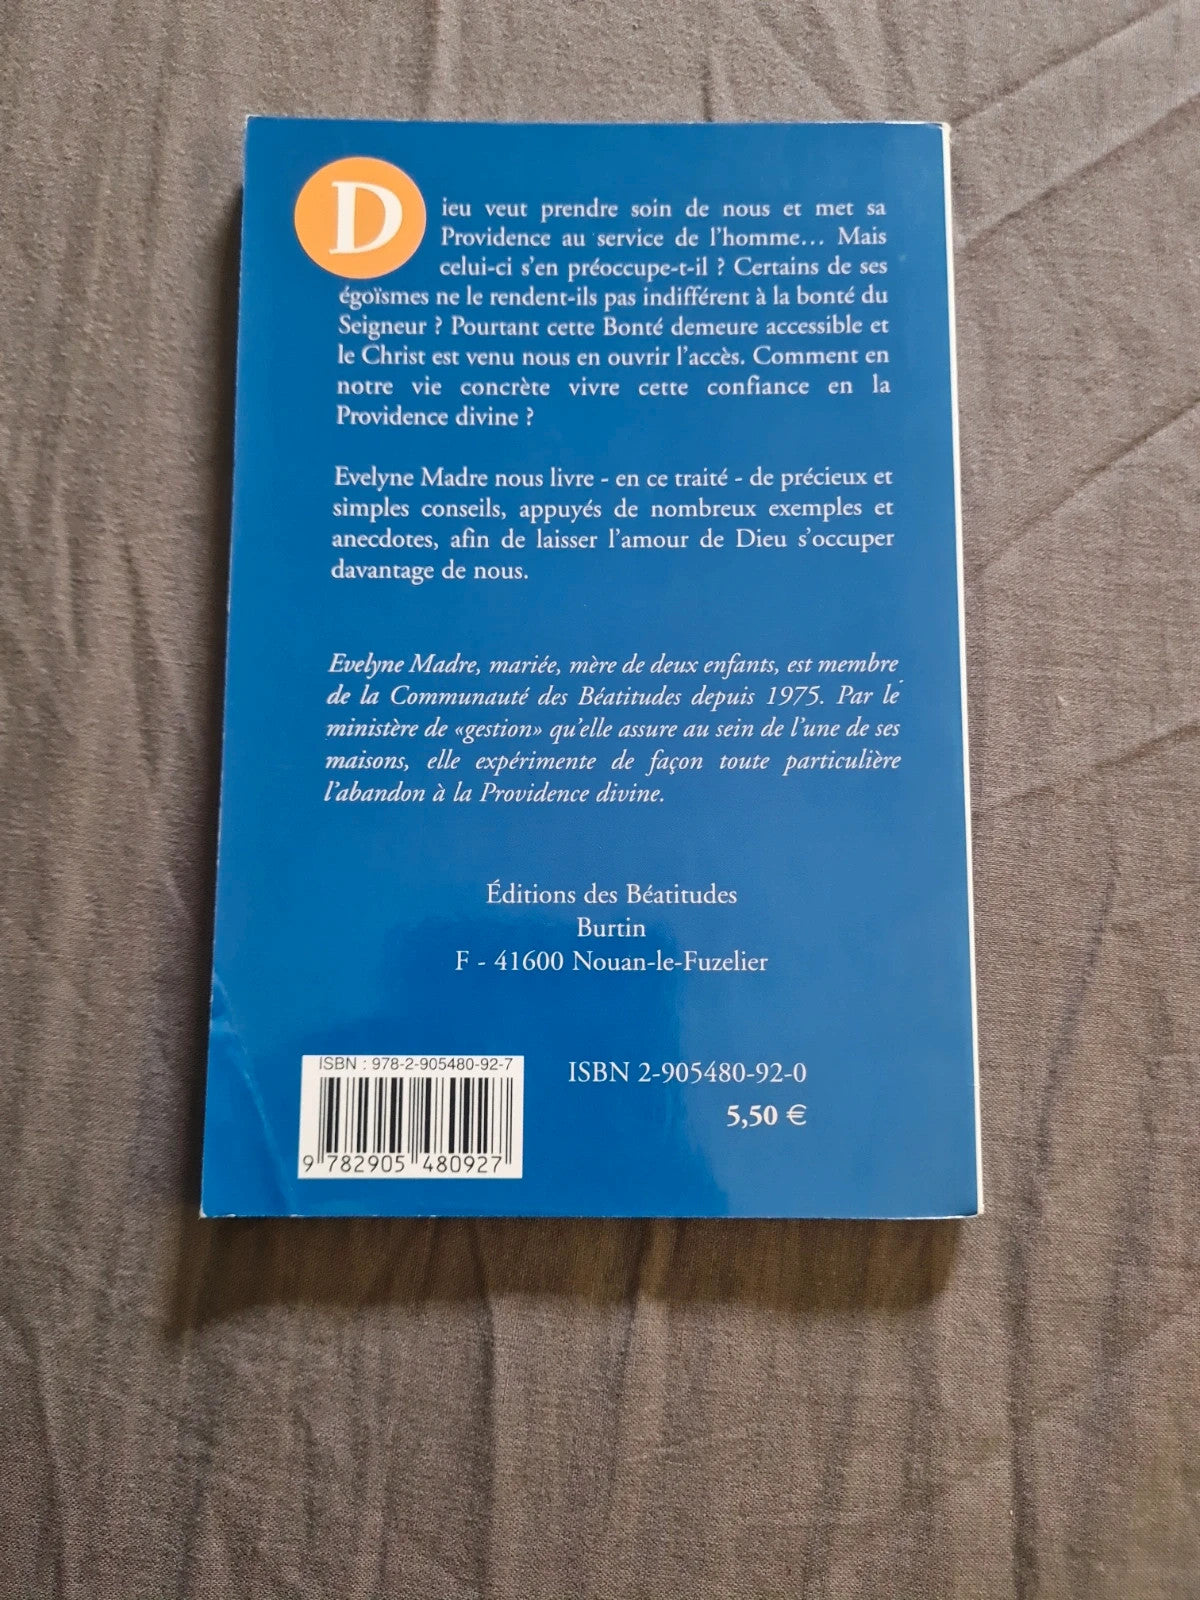 Dieu veut prendre soin de nous et met sa
Providence au service de l'homme... Mais
celui-ci s'en préoccupe-t-il ? Certains de ses
égoïsmes ne le rendent-ils pas indifférent à la bonté du
Seigneur ? Pourtant cette Bonté demeure accessible et
le Christ est venu nous en ouvrir l'accès. Comment en
notre vie concrète vivre cette confiance en la
Providence divine ?
Evelyne Madre nous livre - en ce traité - de précieux et
simples conseils, appuyés de nombreux exemples et
anecdotes, afin de laisser l'amour de Dieu s'occuper
davantage de nous.
Evelyne Madre, mariée, mère de deux enfants, est membre
de la Communauté des Béatitudes depuis 1975. Par le
ministère de «gestion» qu'elle assure au sein de l'une de ses
maisons, elle expérimente de façon toute particulière
l'abandon à la Providence divine.
Éditions des Béatitudes
Burtin
F - 41600 Nouan-le-Fuzelier
ISBN : 978-2-905480-92-7
9 782905 480927
ISBN 2-905480-92-0
5,50 €